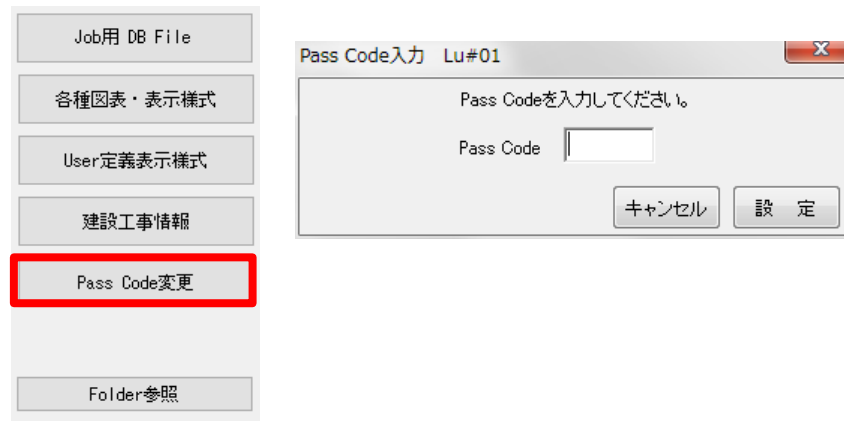 Job用 DB File
各種図表・表示様式
User定義表示様式
建設工事情報
Pass Code変更
Folder参照
Pass Code入力 Lu#01
Pass Codeを入力してください。
Pass Code
キャンセル
設 定